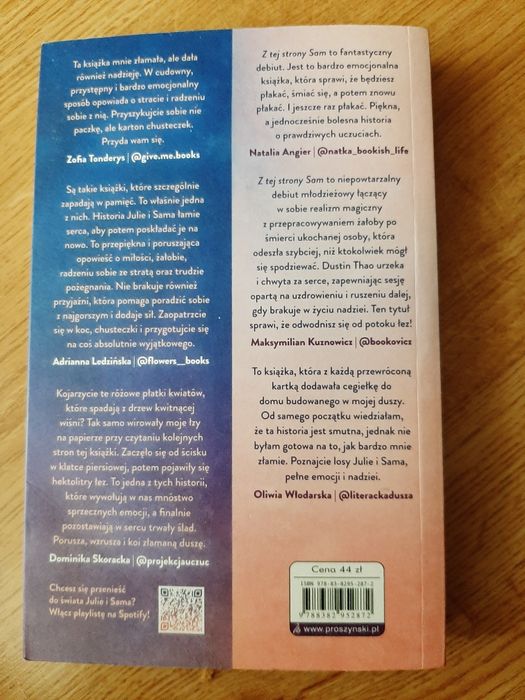 Ta książka mnie złamała, ale dała
również nadzieję. W cudowny,
przystępny i bardzo emocjonalny
sposób opowiada o stracie i radzeniu
sobie z nią. Przyszykujcie sobie nie
paczkę, ale karton chusteczek.
Przyda wam się.
Zofia Tonderys | @give.me.books
Są takie książki, które szczególnie
zapadają w pamięć. To właśnie jedna
z nich. Historia Julie i Sama łamie
serca, aby potem poskładać je na
nowo. To przepiękna i poruszająca
opowieść o miłości, żałobie,
radzeniu sobie ze stratą oraz trudzie
pożegnania. Nie brakuje również
przyjaźni, która pomaga poradzić sobie
z najgorszym i dodaje sił. Zaopatrzcie
się w koc, chusteczki i przygotujcie się
na coś absolutnie wyjątkowego.
Adrianna Ledzińska | @flowers__books
Kojarzycie te różowe płatki kwiatów,
które spadają z drzew kwitnącej
wiśni? Tak samo wirowały moje łzy
na papierze przy czytaniu kolejnych
stron tej książki. Zaczęło się od ścisku
w klatce piersiowej, potem pojawiły się
hektolitry łez. To jedna z tych historii,
które wywołują w nas mnóstwo
sprzecznych emocji, a finalnie
pozostawiają w sercu trwały ślad.
Porusza, wzrusza i koi złamaną duszę.
Dominika Skoracka | @projekcjauczuc
Chcesz się przenieść
do świata Julie i Sama?
Włącz playlistę na Spotify!
Z tej strony Sam to fantastyczny
debiut. Jest to bardzo emocjonalna
książka, która sprawi, że będziesz
płakać, śmiać się, a potem znowu
płakać. I jeszcze raz płakać. Piękna,
a jednocześnie bolesna historia
o prawdziwych uczuciach.
Natalia Angier | @natka_bookish_life
Z tej strony Sam to niepowtarzalny
debiut młodzieżowy łączący
w sobie realizm magiczny
z przepracowywaniem żałoby po
śmierci ukochanej osoby, która
odeszła szybciej, niż ktokolwiek mógł
się spodziewać. Dustin Thao urzeka
i chwyta za serce, zapewniając sesję
opartą na uzdrowieniu i ruszeniu dalej,
gdy brakuje w życiu nadziei. Ten tytuł
sprawi, że odwodnisz się od potoku łez!
Maksymilian Kuznowicz | @bookovicz
To książka, która z każdą przewróconą
kartką dodawała cegiełkę do
domu budowanego w mojej duszy.
Od samego początku wiedziałam,
że ta historia jest smutna, jednak nie
byłam gotowa na to, jak bardzo mnie
złamie. Poznajcie losy Julie i Sama,
pełne emocji i nadziei.
Oliwia Włodarska | @literackadusza
Cena 44 zł
ISBN 978-83-8295-287-2
9 788382 952872
www.proszynski.pl